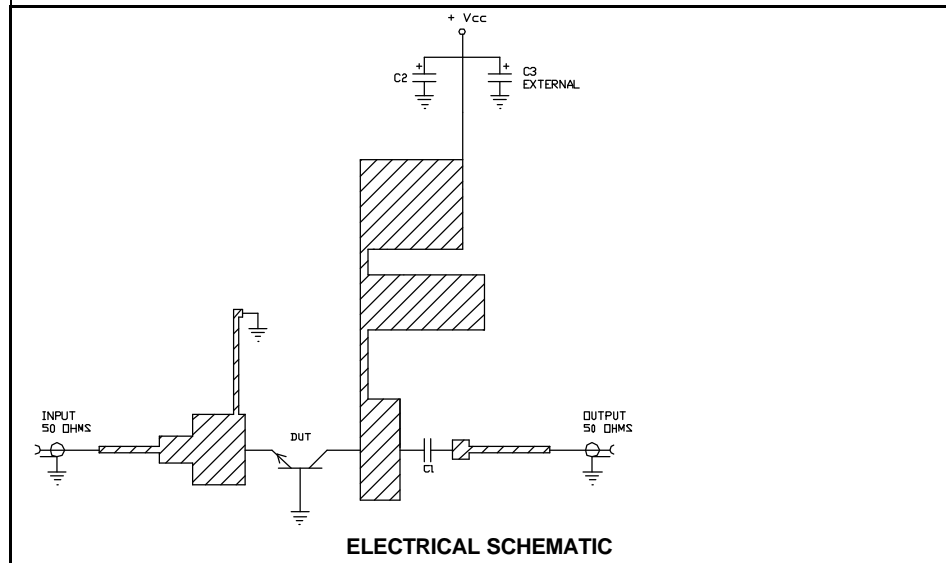 + Vcc
+
+
C2
C3
EXTERNAL
INPUT
50 OHMS
DUT
C1
OUTPUT
50 OHMS
ELECTRICAL SCHEMATIC